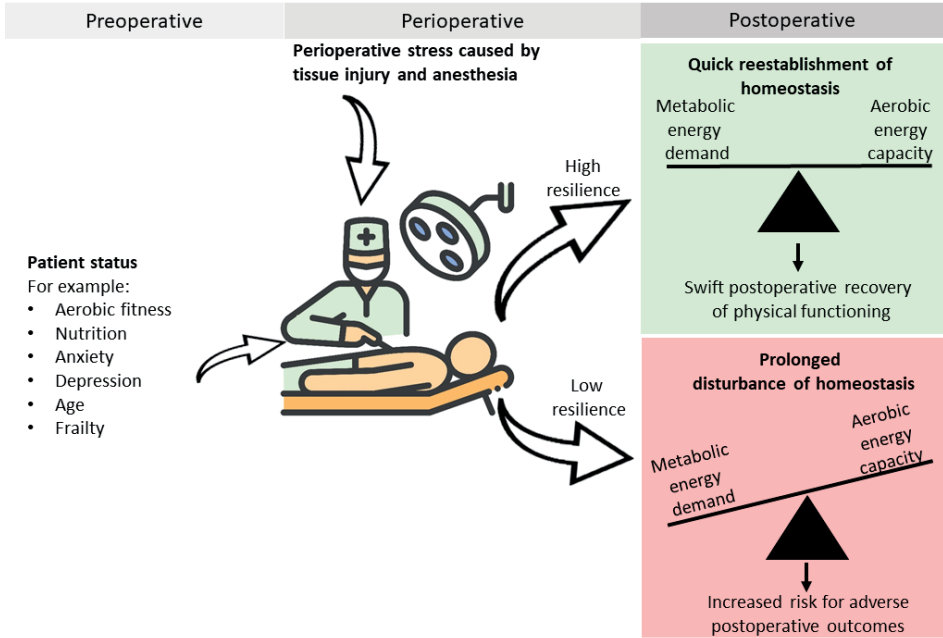 Preoperative
Perioperative
Postoperative
Perioperative stress caused by
tissue injury and anesthesia
Patient status
For example:
• Aerobic fitness
• Nutrition
• Anxiety
• Depression
• Age
• Frailty
High
resilience
Low
resilience
Quick reestablishment of
homeostasis
Metabolic
energy
demand
Aerobic
energy
capacity
Swift postoperative recovery
of physical functioning
Prolonged
disturbance of homeostasis
Metabolic
energy
demand
Aerobic
energy
capacity
Increased risk for adverse
postoperative outcomes